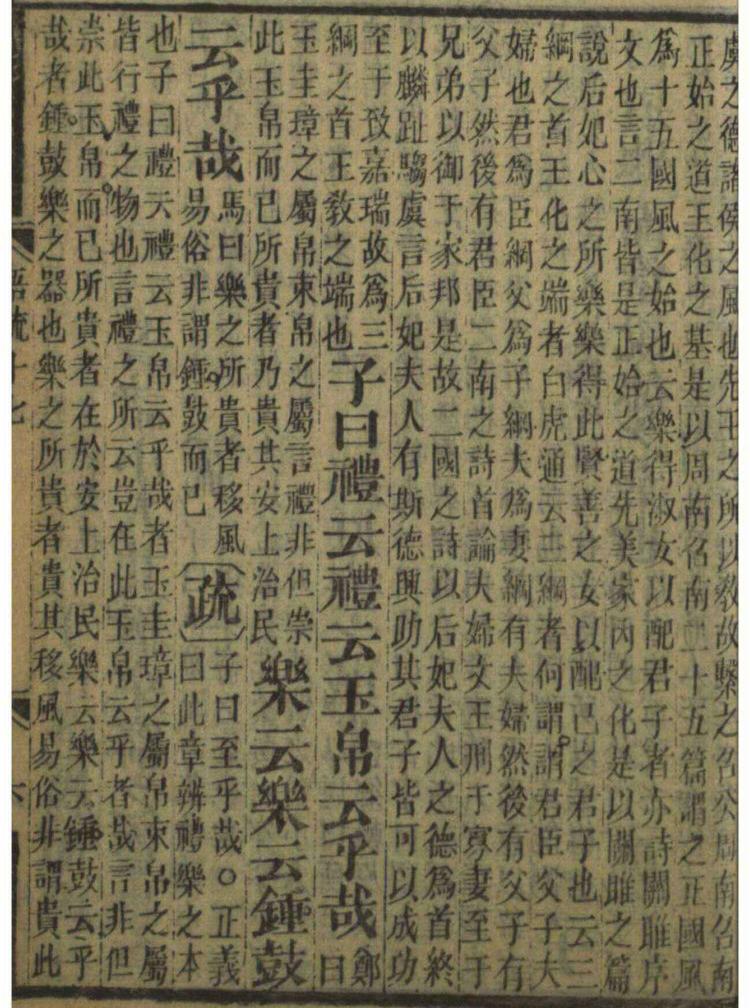 虞之德諸侯之風也先王之所以教故繫之召公周南召南
正始之道王化之基是以周南召南二十五篇謂之正國風
為十五國風之始也云樂得淑女以配君子者亦詩關雎序
文也言二南皆是正始之道先美家內之化是以關雎之篇
說后妃心之所樂樂得此賢善之女以配己之君子也云三
綱之首王化之端者白虎通云三綱者何謂謂君臣父子夫
婦也君為臣綱父為子綱夫為妻綱有夫婦然後有父子有
父子然後有君臣二南之詩首論夫婦文王刑于寡妻至于
兄弟以御于家邦是故二國之詩以后妃夫人之德為首終
以麟趾騶虞言后妃夫人有斯德興助其君子皆可以成功
至于致嘉瑞故為三
綱之首王教之端也
子曰禮云禮云玉帛云乎哉
鄭曰
玉圭璋之屬帛束帛之屬言禮非但崇
此玉帛而已所貴者乃貴其安上治民
樂云樂云鍾鼓
云乎哉
馬曰樂之所貴者移風
易俗非謂鍾鼓而已
疏
子曰至乎哉○正義
曰此章辨禮樂之本
也子曰禮云禮云玉帛云乎哉者玉圭璋之屬帛束帛之屬
皆行禮之物也言禮之所云豈在此玉帛云乎者哉言非但
崇此玉帛而已所貴者在於安上治民樂云樂云鍾鼓云乎
哉者鍾鼓樂之器也樂之所貴者貴其移風易俗非謂貴此
語疏十七
六